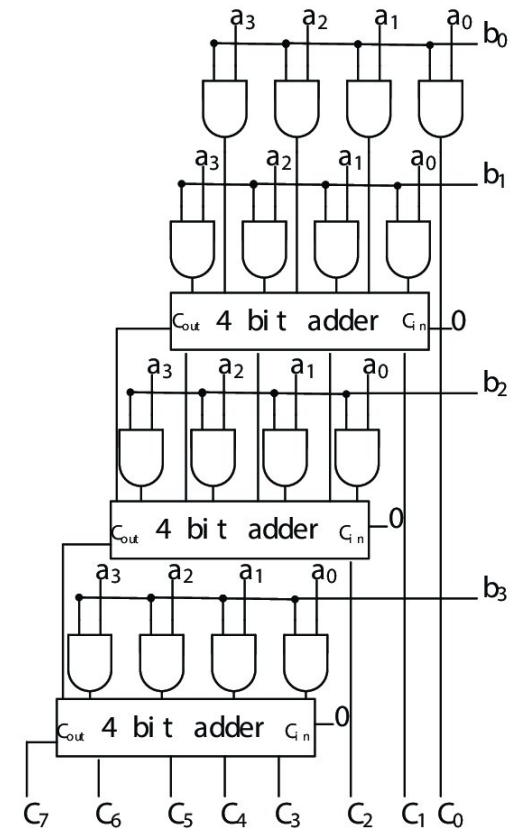 a3 a2 a1 a0
b0
a3 a2 a1 a0
b1
Cout 4 bit adder Cin 0
a3 a2 a1 a0
b2
Cout 4 bit adder Cin 0
a3 a2 a1 a0
b3
Cout 4 bit adder Cin 0
C7 C6 C5 C4 C3 C2 C1 C0